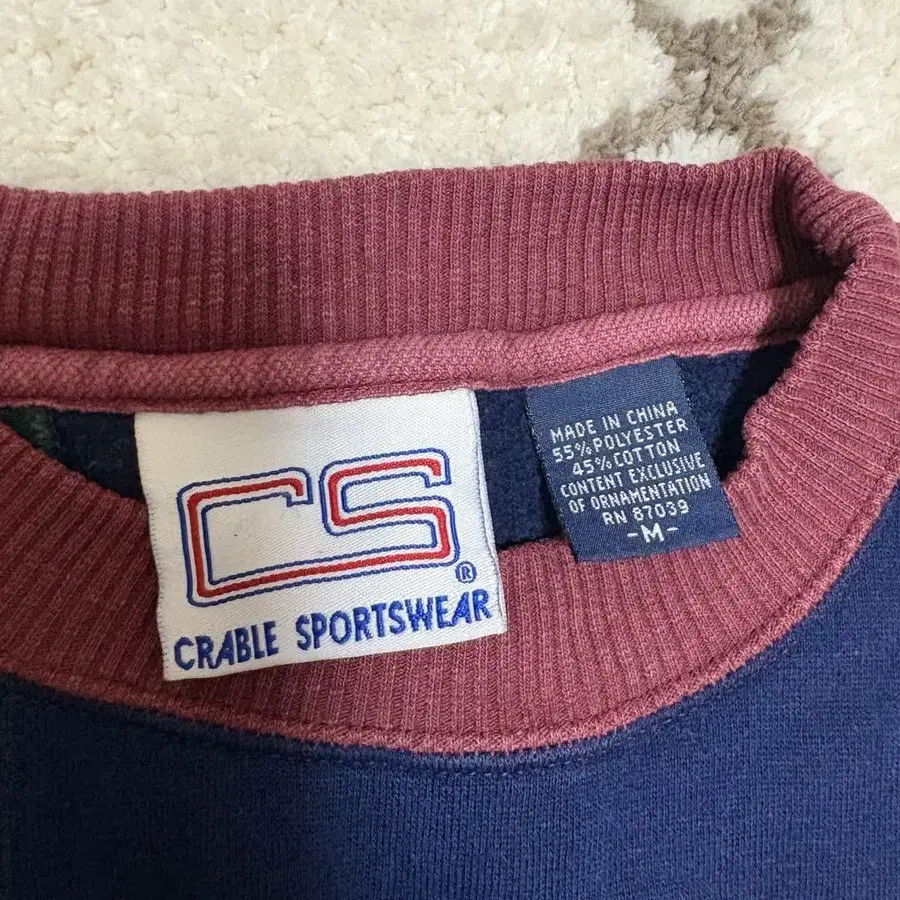 CS
®
CRABLE SPORTSWEAR
MADE IN CHINA
55% POLYESTER
45% COTTON
CONTENT EXCLUSIVE
OF ORNAMENTATION
RN 87039
-M-